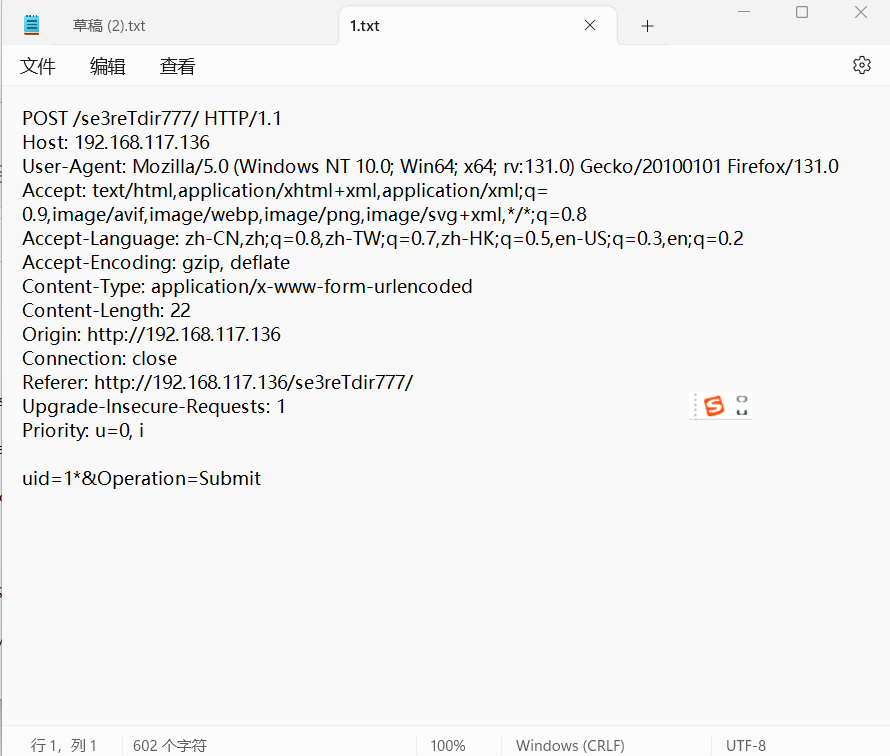 草稿 (2).txt
1.txt
文件 编辑 查看
POST /se3reTdir777/ HTTP/1.1
Host: 192.168.117.136
User-Agent: Mozilla/5.0 (Windows NT 10.0; Win64; x64; rv:131.0) Gecko/20100101 Firefox/131.0
Accept: text/html,application/xhtml+xml,application/xml;q=
0.9,image/avif,image/webp,image/png,image/svg+xml,*/*;q=0.8
Accept-Language: zh-CN,zh;q=0.8,zh-TW;q=0.7,zh-HK;q=0.5,en-US;q=0.3,en;q=0.2
Accept-Encoding: gzip, deflate
Content-Type: application/x-www-form-urlencoded
Content-Length: 22
Origin: http://192.168.117.136
Connection: close
Referer: http://192.168.117.136/se3reTdir777/
Upgrade-Insecure-Requests: 1
Priority: u=0, i
uid=1*&Operation=Submit
行 1，列 1 602 个字符 100% Windows (CRLF) UTF-8